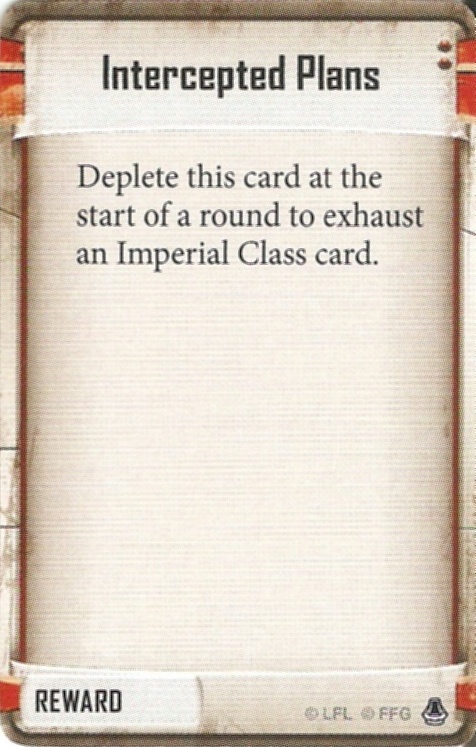 Intercepted Plans
Deplete this card at the
start of a round to exhaust
an Imperial Class card.
REWARD
© LFL © FFG